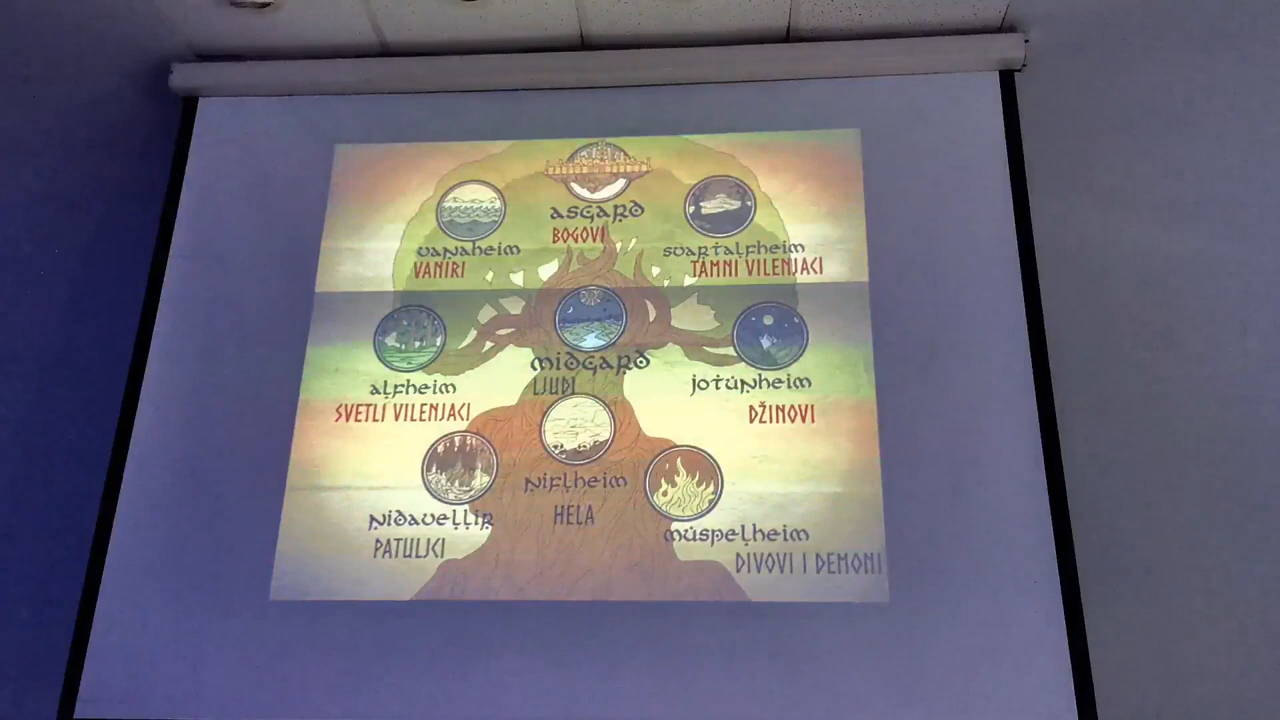 asgard
BOGOVI
vanaheim
VANIRI
svartalfheim
TAMNI VILENJACI
midgard
LJUDI
alfheim
SVETLI VILENJACI
jotunheim
DŽINOVI
niflheim
HELA
nidavellir
PATULJCI
muspelheim
DIVOVI I DEMONI